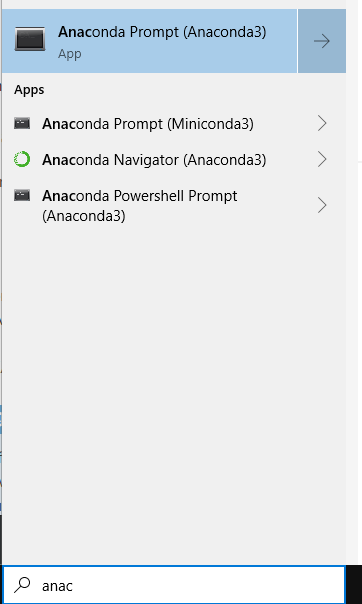 Anaconda Prompt (Anaconda3)
App
Apps
Anaconda Prompt (Miniconda3)
Anaconda Navigator (Anaconda3)
Anaconda Powershell Prompt
(Anaconda3)
anac